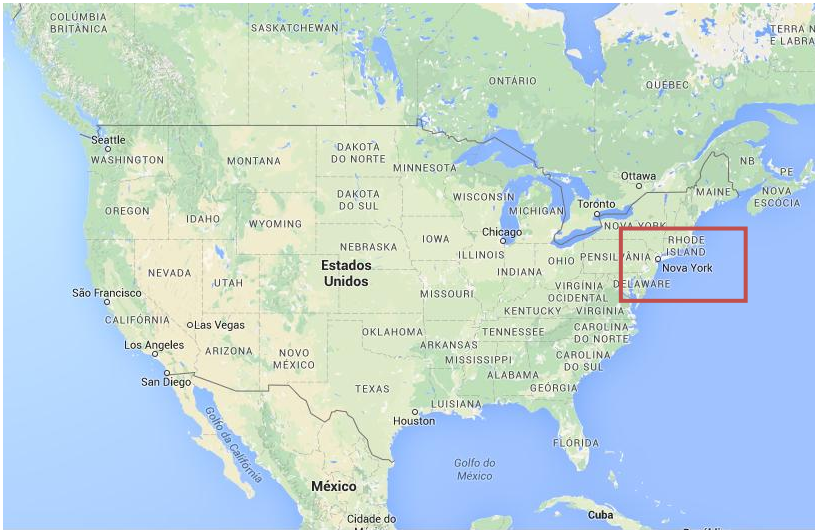 COLÚMBIA
BRITÂNICA
SASKATCHEWAN
TERRA N
E LABRA
ONTÁRIO
QUÉBEC
Seattle
WASHINGTON
MONTANA
DAKOTA
DO NORTE
MINNESOTA
Ottawa
NB
PE
MAINE
NOVA
ESCÓCIA
OREGON
IDAHO
WYOMING
DAKOTA
DO SUL
WISCONSIN
MICHIGAN
Toronto
NOVA YORK
Chicago
NEBRASKA
IOWA
ILLINOIS
INDIANA
OHIO
PENSILVÂNIA
RHODE
ISLAND
Nova York
Estados
Unidos
NEVADA
UTAH
MISSOURI
VIRGÍNIA
OCIDENTAL
DELAWARE
São Francisco
CALIFÓRNIA
Las Vegas
KENTUCKY
VIRGÍNIA
OKLAHOMA
TENNESSEE
CAROLINA
DO NORTE
Los Angeles
ARIZONA
NOVO
MÉXICO
ARKANSAS
MISSISSIPPI
CAROLINA
DO SUL
San Diego
TEXAS
ALABAMA
GEÓRGIA
LUISIANA
Houston
Golfo da Califórnia
FLÓRIDA
Golfo do
México
México
Cuba
Cidade do